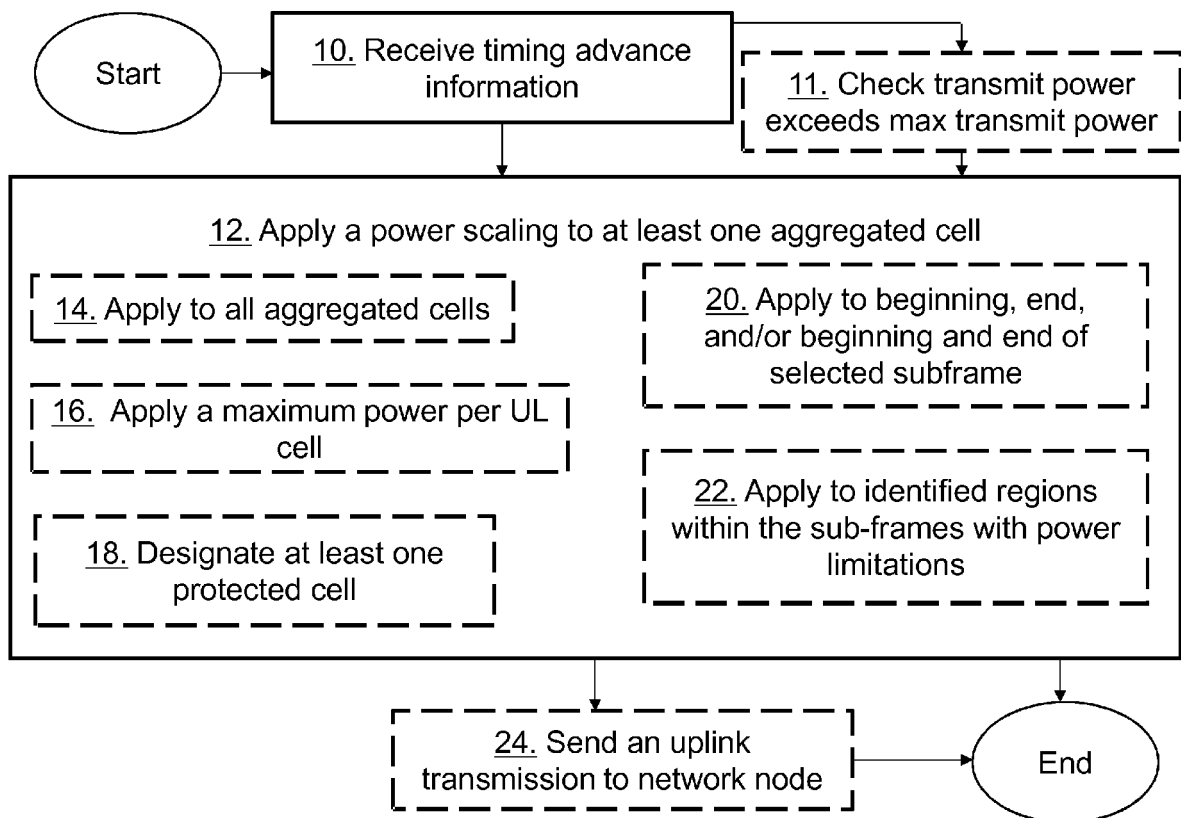 Start
10. Receive timing advance
information
11. Check transmit power
exceeds max transmit power
12. Apply a power scaling to at least one aggregated cell
14. Apply to all aggregated cells
16. Apply a maximum power per UL
cell
18. Designate at least one
protected cell
20. Apply to beginning, end,
and/or beginning and end of
selected subframe
22. Apply to identified regions
within the sub-frames with power
limitations
24. Send an uplink
transmission to network node
End